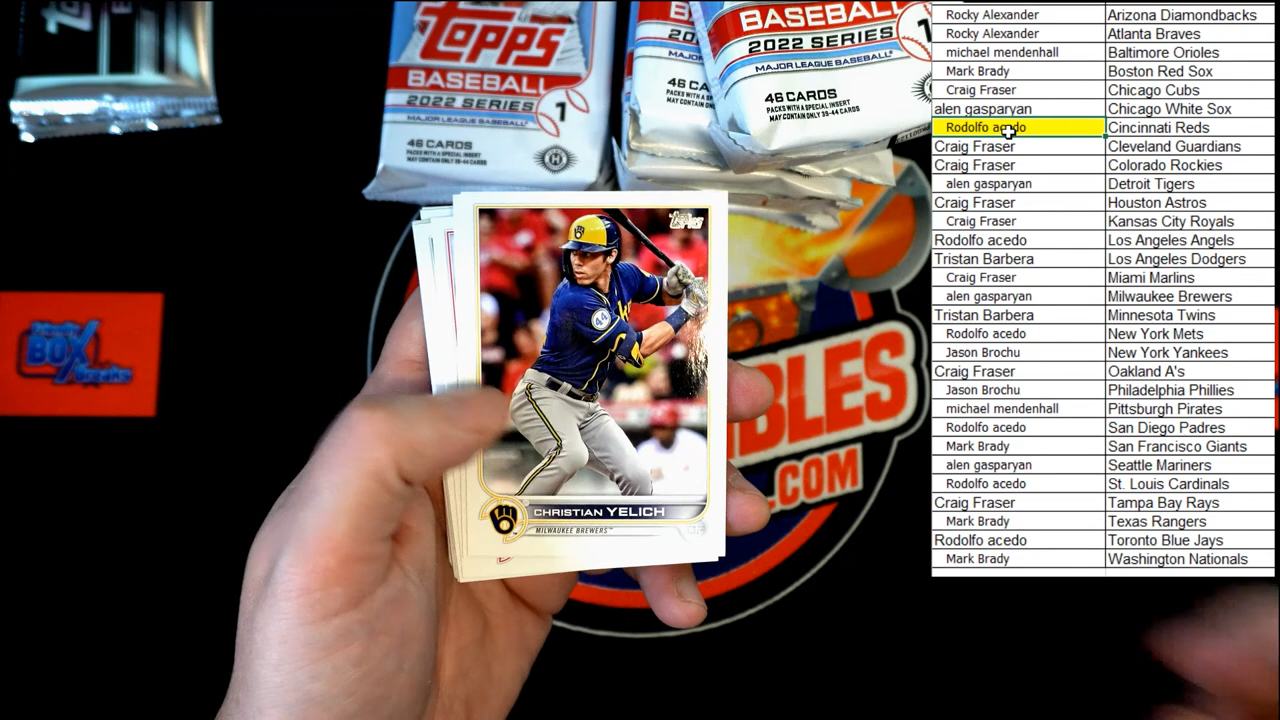 Topps
BASEBALL
2022 SERIES 1
MAJOR LEAGUE BASEBALL
46 CARDS
PACKS WITH A SPECIAL INSERT
MAY CONTAIN ONLY 39-44 CARDS
BASEBALL
2022 SERIES
MAJOR LEAGUE BASEBALL
46 CARDS
PACKS WITH A SPECIAL INSERT
MAY CONTAIN ONLY 39-44 CARDS
46 CARDS
Topps
44
CHRISTIAN YELICH
MILWAUKEE BREWERS
BOX
Breaks
IBLES
.COM
Rocky Alexander Arizona Diamondbacks
Rocky Alexander Atlanta Braves
michael mendenhall Baltimore Orioles
Mark Brady Boston Red Sox
Craig Fraser Chicago Cubs
alen gasparyan Chicago White Sox
Rodolfo acedo Cincinnati Reds
Craig Fraser Cleveland Guardians
Craig Fraser Colorado Rockies
alen gasparyan Detroit Tigers
Craig Fraser Houston Astros
Craig Fraser Kansas City Royals
Rodolfo acedo Los Angeles Angels
Tristan Barbera Los Angeles Dodgers
Craig Fraser Miami Marlins
alen gasparyan Milwaukee Brewers
Tristan Barbera Minnesota Twins
Rodolfo acedo New York Mets
Jason Brochu New York Yankees
Craig Fraser Oakland A's
Jason Brochu Philadelphia Phillies
michael mendenhall Pittsburgh Pirates
Rodolfo acedo San Diego Padres
Mark Brady San Francisco Giants
alen gasparyan Seattle Mariners
Rodolfo acedo St. Louis Cardinals
Craig Fraser Tampa Bay Rays
Mark Brady Texas Rangers
Rodolfo acedo Toronto Blue Jays
Mark Brady Washington Nationals